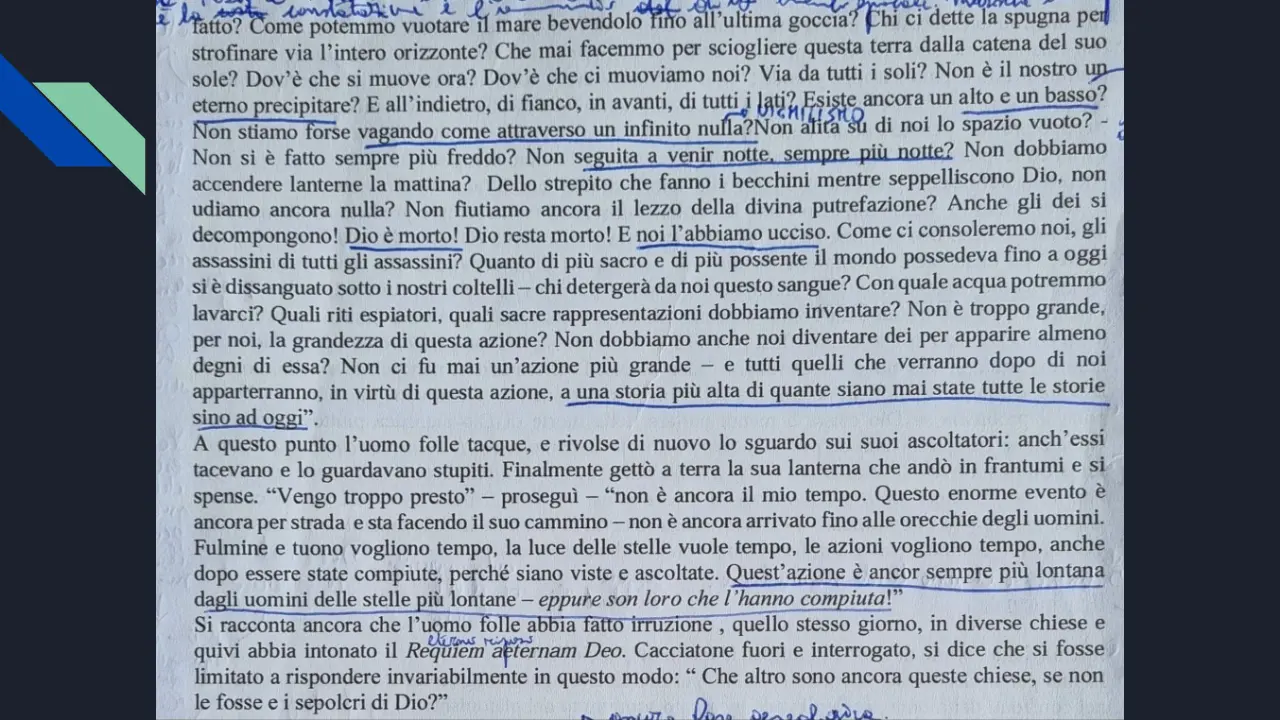 fatto? Come potemmo vuotare il mare bevendolo fino all'ultima goccia? Chi ci dette la spugna per
strofinare via l'intero orizzonte? Che mai facemmo per sciogliere questa terra dalla catena del suo
sole? Dov'è che si muove ora? Dov'è che ci muoviamo noi? Via da tutti i soli? Non è il nostro un
eterno precipitare? E all'indietro, di fianco, in avanti, di tutti i lati? Esiste ancora un alto e un basso?
NICHILISMO
Non stiamo forse vagando come attraverso un infinito nulla? Non alita su di noi lo spazio vuoto? -
Non si è fatto sempre più freddo? Non seguita a venir notte, sempre più notte? Non dobbiamo
accendere lanterne la mattina? Dello strepito che fanno i becchini mentre seppelliscono Dio, non
udiamo ancora nulla? Non fiutiamo ancora il lezzo della divina putrefazione? Anche gli dei si
decompongono! Dio è morto! Dio resta morto! E noi l'abbiamo ucciso. Come ci consoleremo noi, gli
assassini di tutti gli assassini? Quanto di più sacro e di più possente il mondo possedeva fino a oggi
si è dissanguato sotto i nostri coltelli – chi detergerà da noi questo sangue? Con quale acqua potremmo
lavarci? Quali riti espiatori, quali sacre rappresentazioni dobbiamo inventare? Non è troppo grande,
per noi, la grandezza di questa azione? Non dobbiamo anche noi diventare dei per apparire almeno
degni di essa? Non ci fu mai un'azione più grande – e tutti quelli che verranno dopo di noi
apparterranno, in virtù di questa azione, a una storia più alta di quante siano mai state tutte le storie
sino ad oggi".
A questo punto l'uomo folle tacque, e rivolse di nuovo lo sguardo sui suoi ascoltatori: anch'essi
tacevano e lo guardavano stupiti. Finalmente gettò a terra la sua lanterna che andò in frantumi e si
spense. "Vengo troppo presto" – proseguì – "non è ancora il mio tempo. Questo enorme evento è
ancora per strada e sta facendo il suo cammino – non è ancora arrivato fino alle orecchie degli uomini.
Fulmine e tuono vogliono tempo, la luce delle stelle vuole tempo, le azioni vogliono tempo, anche
dopo essere state compiute, perché siano viste e ascoltate. Quest'azione è ancor sempre più lontana
dagli uomini delle stelle più lontane – eppure son loro che l'hanno compiuta!"
Si racconta ancora che l'uomo folle abbia fatto irruzione , quello stesso giorno, in diverse chiese e
quivi abbia intonato il Requiem aeternam Deo. Cacciatone fuori e interrogato, si dice che si fosse
limitato a rispondere invariabilmente in questo modo: " Che altro sono ancora queste chiese, se non
le fosse e i sepolcri di Dio?"